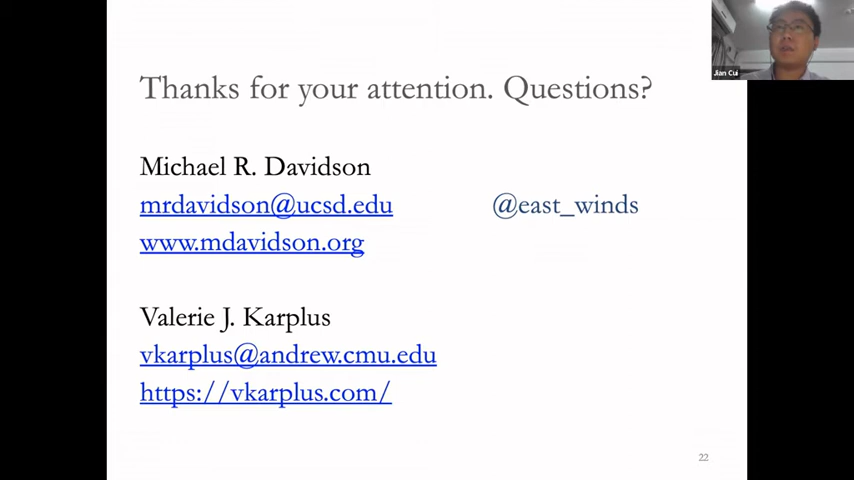 Jian Cui
Thanks for your attention. Questions?
Michael R. Davidson
mrdavidson@ucsd.edu @east_winds
www.mdavidson.org
Valerie J. Karplus
vkarplus@andrew.cmu.edu
https://vkarplus.com/
22